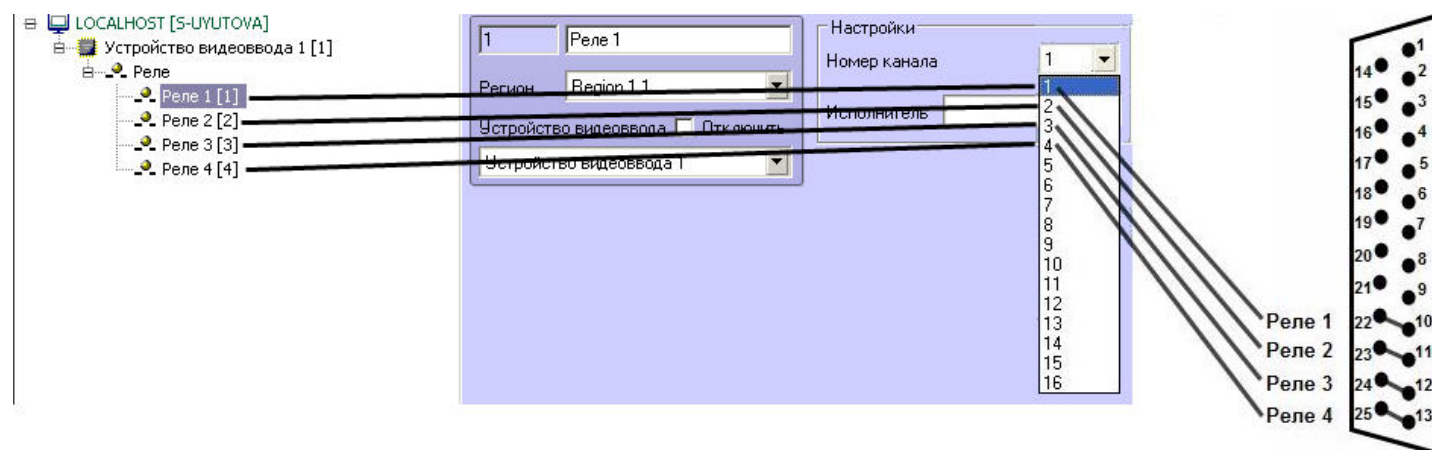 LOCALHOST [S-UYUTOVA]
Устройство видеоввода 1 [1]
Реле
Реле 1 [1]
Реле 2 [2]
Реле 3 [3]
Реле 4 [4]
1
Реле 1
Регион
Region 1.1
Устройство видеоввода
Отключить
Устройство видеоввода 1
Настройки
Номер канала
1
Исполнитель
1
2
3
4
5
6
7
8
9
10
11
12
13
14
15
16
Реле 1
Реле 2
Реле 3
Реле 4
1
14
2
15
3
16
4
17
5
18
6
19
7
20
8
21
9
22
10
23
11
24
12
25
13